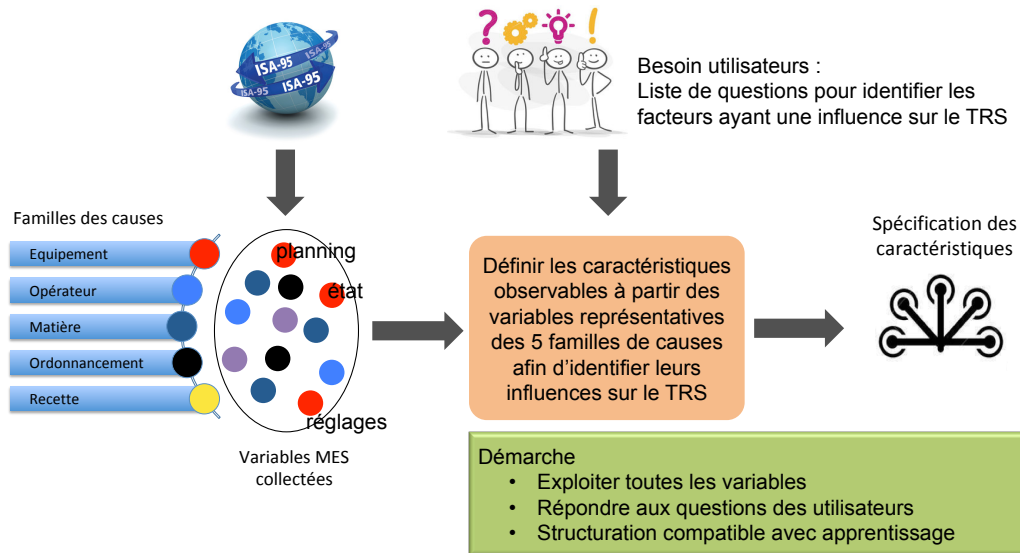 ISA-95
ISA-95
ISA-95
ISA-95
?
!
Besoin utilisateurs :
Liste de questions pour identifier les
facteurs ayant une influence sur le TRS
Familles des causes
Equipement
Opérateur
Matière
Ordonnancement
Recette
planning
état
réglages
Variables MES
collectées
Définir les caractéristiques
observables à partir des
variables représentatives
des 5 familles de causes
afin d’identifier leurs
influences sur le TRS
Spécification des
caractéristiques
Démarche
• Exploiter toutes les variables
• Répondre aux questions des utilisateurs
• Structuration compatible avec apprentissage